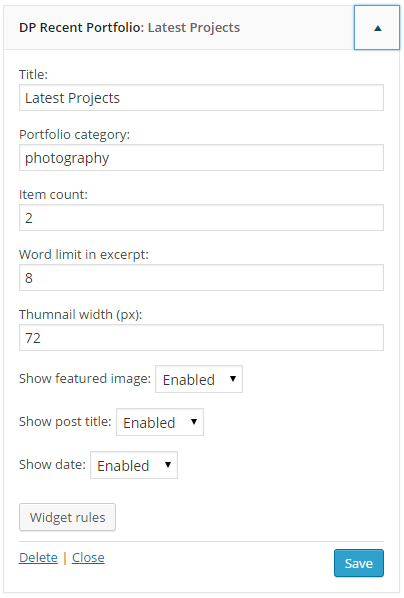 DP Recent Portfolio: Latest Projects
Title:
Latest Projects
Portfolio category:
photography
Item count:
2
Word limit in excerpt:
8
Thumnail width (px):
72
Show featured image: Enabled
Show post title: Enabled
Show date: Enabled
Widget rules
Delete | Close Save